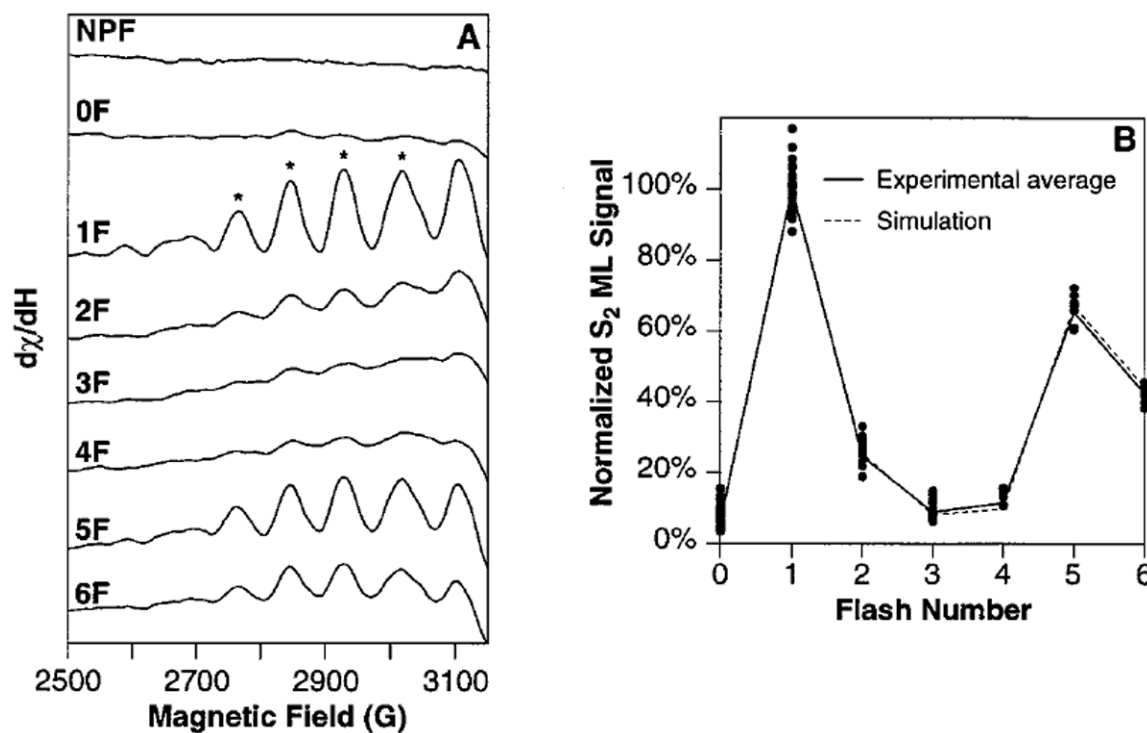 A
NPF
0F
1F
* * * *
2F
3F
4F
5F
6F
dχ/dH
2500 2700 2900 3100
Magnetic Field (G)
B
Experimental average
Simulation
100%
80%
60%
40%
20%
0%
Normalized S₂ ML Signal
0 1 2 3 4 5 6
Flash Number